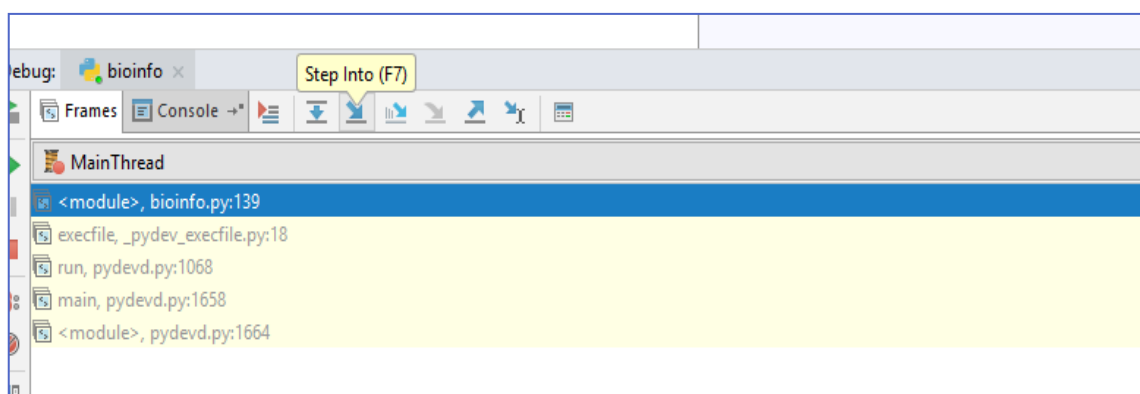 ebug: bioinfo
Step Into (F7)
Frames Console
MainThread
<module>, bioinfo.py:139
execfile, _pydev_execfile.py:18
run, pydevd.py:1068
main, pydevd.py:1658
<module>, pydevd.py:1664